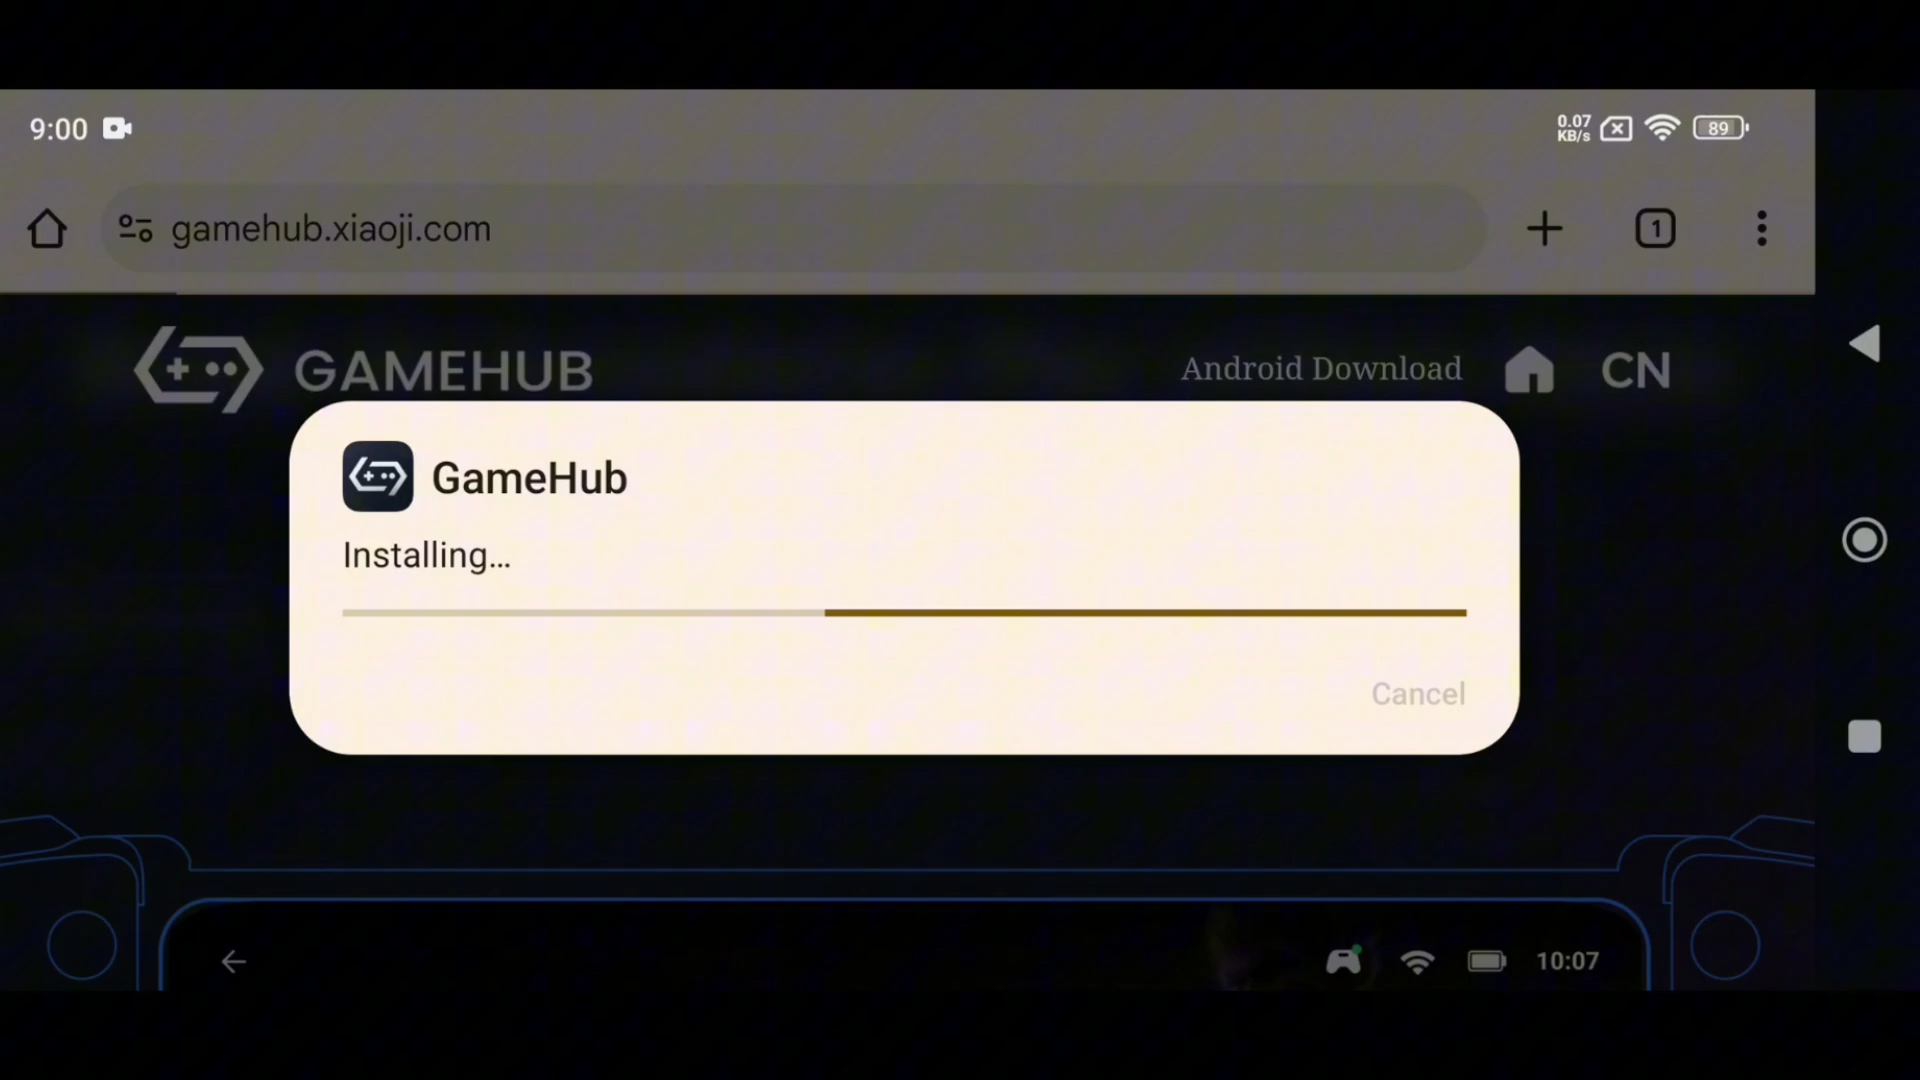 9:00
0.07
KB/s
89
gamehub.xiaoji.com
1
GAMEHUB
Android Download
CN
GameHub
Installing...
Cancel
10:07